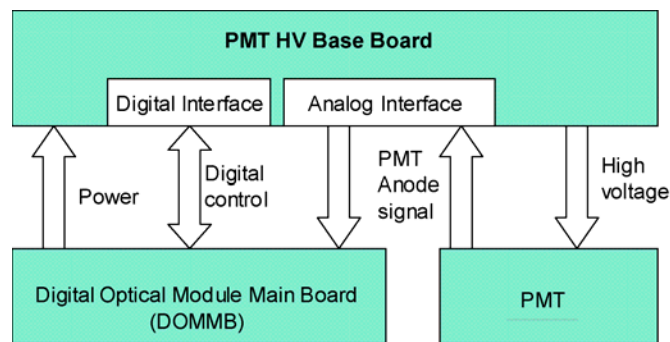 PMT HV Base Board
Digital Interface
Analog Interface
Power
Digital
control
PMT
Anode
signal
High
voltage
Digital Optical Module Main Board
(DOMMB)
PMT